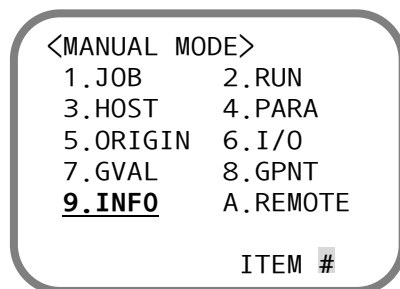 <MANUAL MODE>
1.JOB 2.RUN
3.HOST 4.PARA
5.ORIGIN 6.I/O
7.GVAL 8.GPNT
9.INFO A.REMOTE
ITEM #